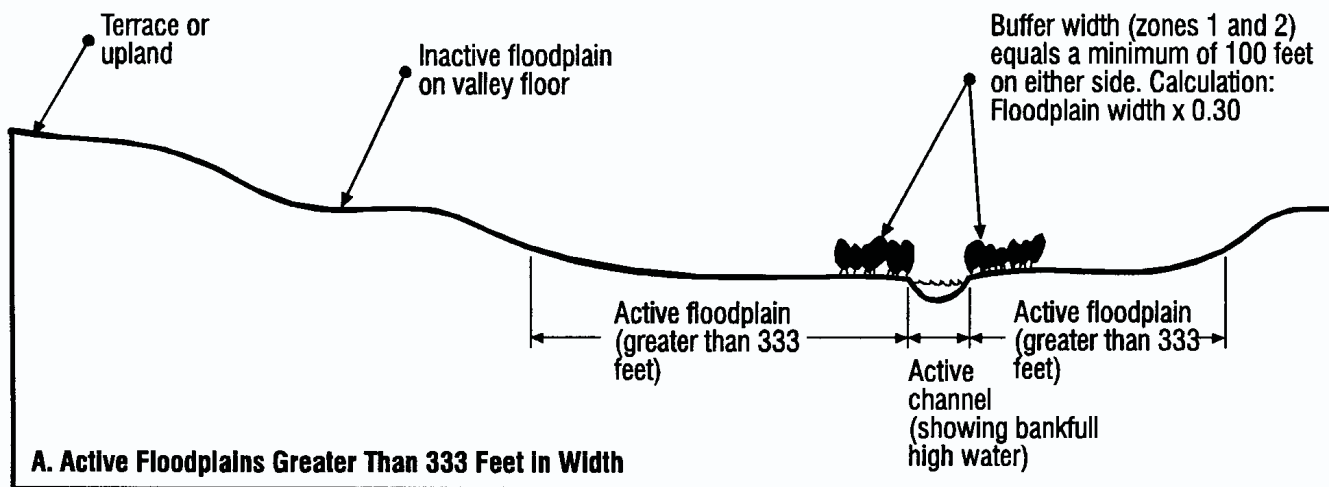 Terrace or
upland
Inactive floodplain
on valley floor
Buffer width (zones 1 and 2)
equals a minimum of 100 feet
on either side. Calculation:
Floodplain width x 0.30
Active floodplain
(greater than 333
feet)
Active
channel
(showing bankfull
high water)
Active floodplain
(greater than 333
feet)
A. Active Floodplains Greater Than 333 Feet in Width